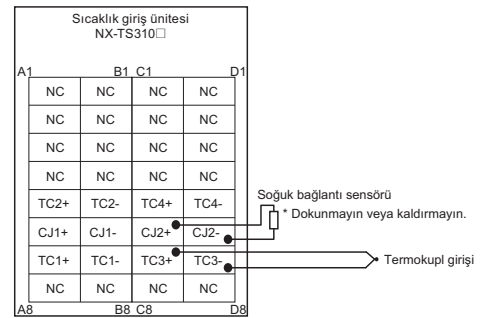 Sıcaklık giriş ünitesi
NX-TS310□
A1 B1 C1 D1
NC NC NC NC
NC NC NC NC
NC NC NC NC
NC NC NC NC
TC2+ TC2- TC4+ TC4-
CJ1+ CJ1- CJ2+ CJ2-
TC1+ TC1- TC3+ TC3-
NC NC NC NC
A8 B8 C8 D8
Soğuk bağlantı sensörü
* Dokunmayın veya kaldırmayın.
Termokupl girişi